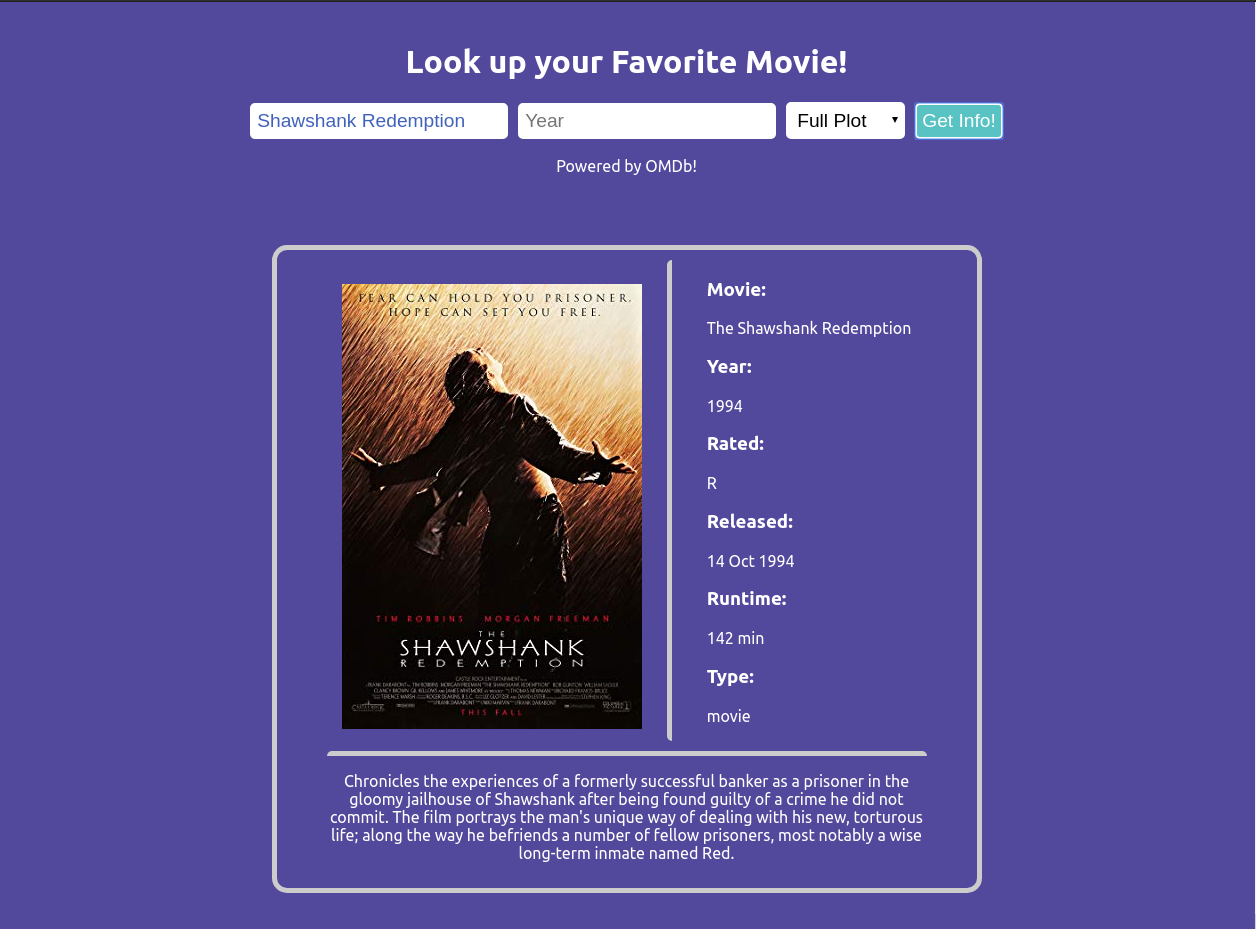 Look up your Favorite Movie!
Shawshank Redemption Year Full Plot Get Info!
Powered by OMDb!
FEAR CAN HOLD YOU PRISONER.
HOPE CAN SET YOU FREE.
TIM ROBBINS MORGAN FREEMAN
THE
SHAWSHANK
REDEMPTION
CASTLE ROCK ENTERTAINMENT
THIS FALL
Movie:
The Shawshank Redemption
Year:
1994
Rated:
R
Released:
14 Oct 1994
Runtime:
142 min
Type:
movie
Chronicles the experiences of a formerly successful banker as a prisoner in the
gloomy jailhouse of Shawshank after being found guilty of a crime he did not
commit. The film portrays the man's unique way of dealing with his new, torturous
life; along the way he befriends a number of fellow prisoners, most notably a wise
long-term inmate named Red.